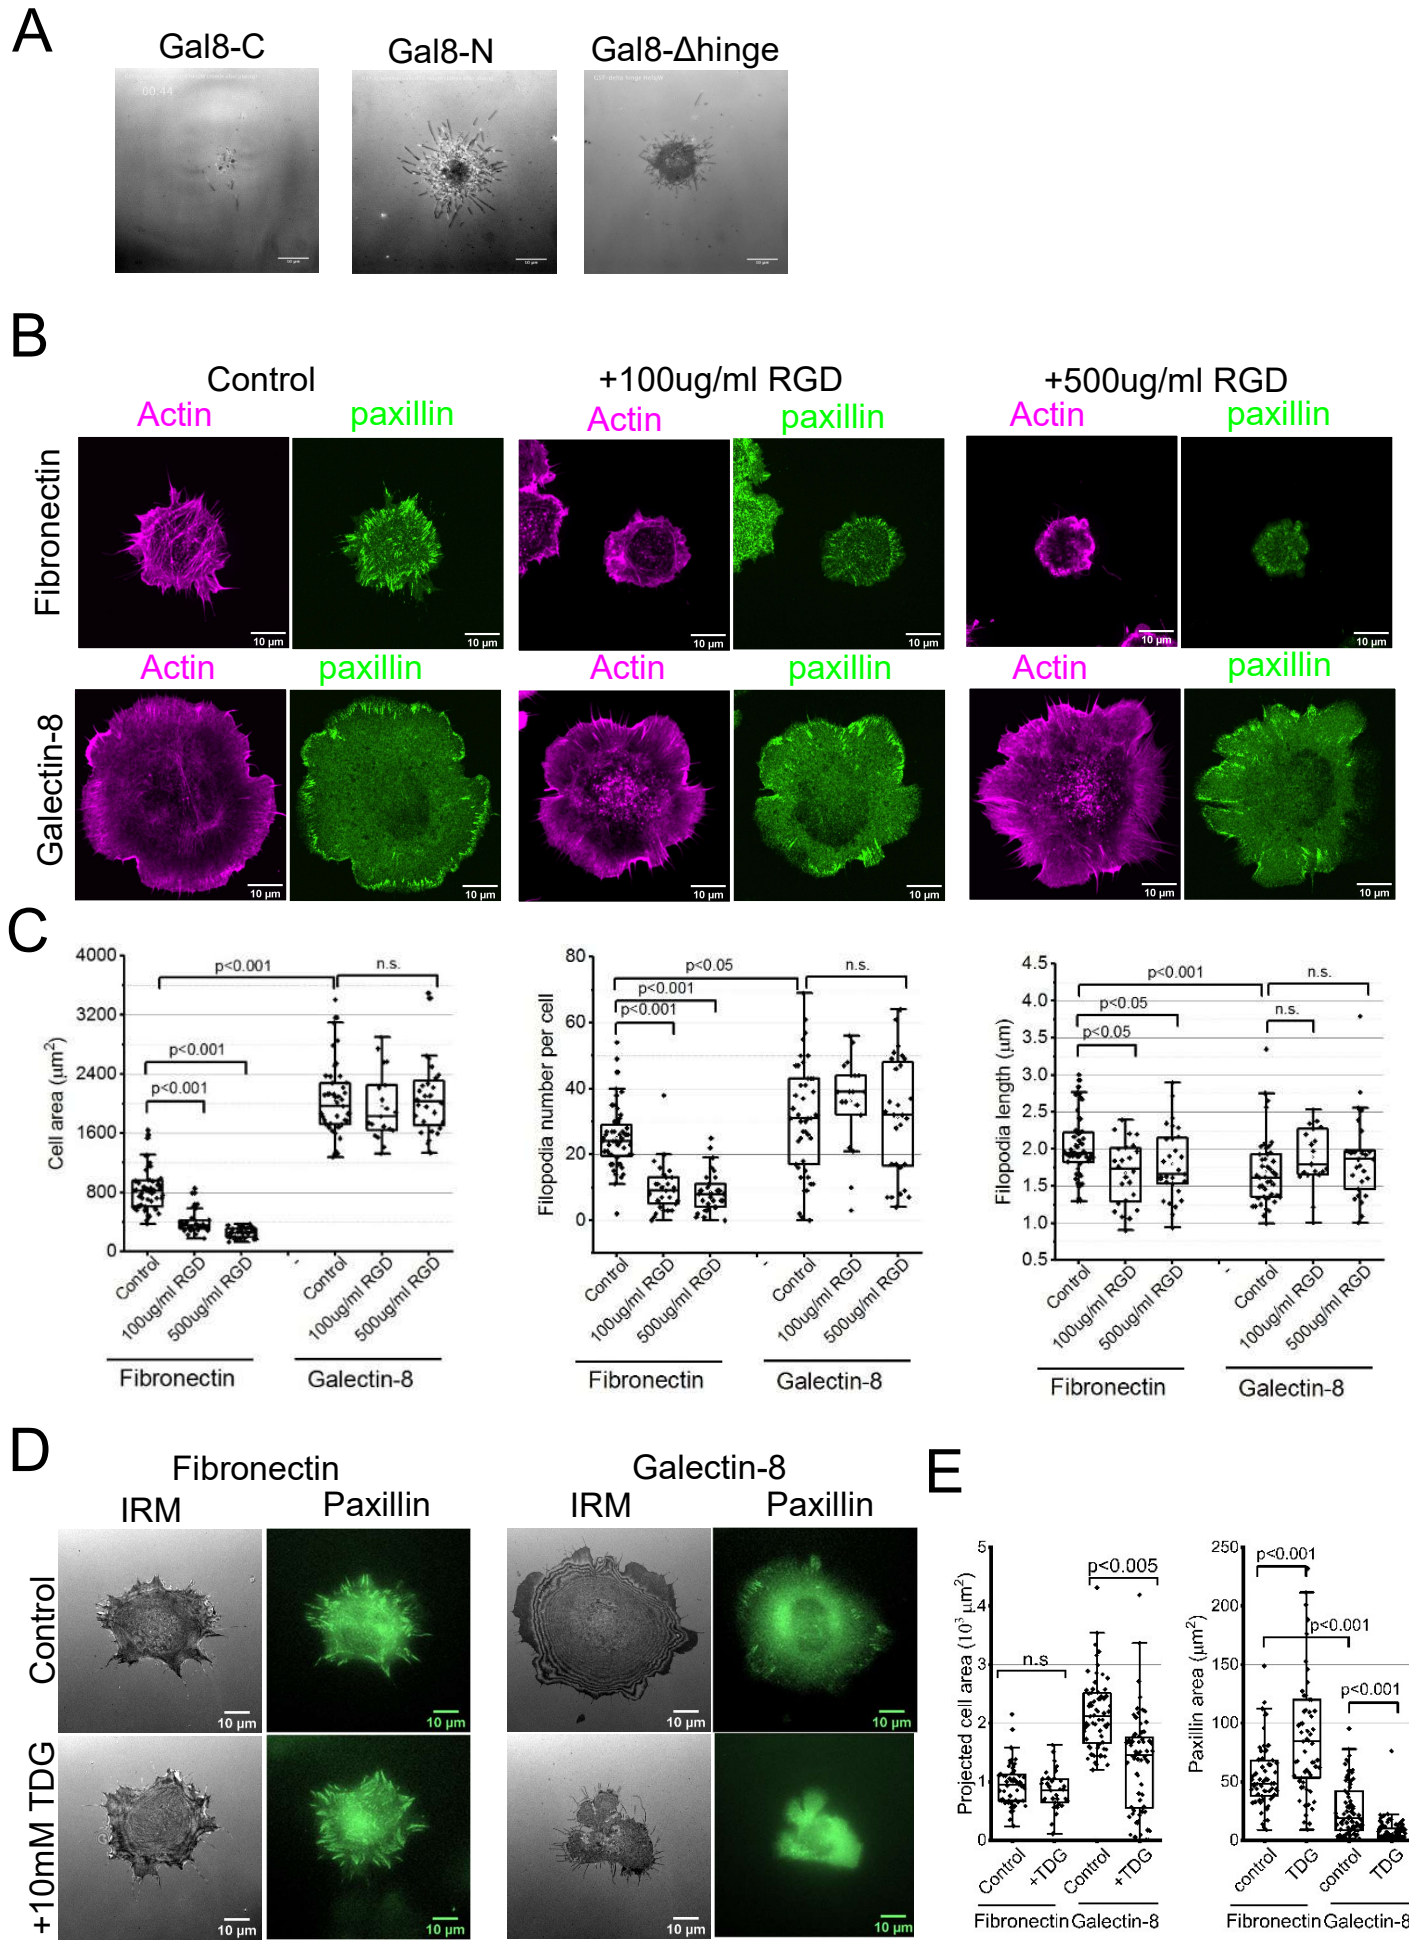 A
Gal8-C
Gal8-N
Gal8-Δhinge
00:44
B
Control
+100ug/ml RGD
+500ug/ml RGD
Actin
paxillin
Actin
paxillin
Actin
paxillin
Fibronectin
10 µm
10 µm
10 µm
10 µm
10 µm
10 µm
Actin
paxillin
Actin
paxillin
Actin
paxillin
Galectin-8
10 µm
10 µm
10 µm
10 µm
10 µm
10 µm
C
Cell area (µm²)
4000
3200
2400
1600
800
0
p<0.001
n.s.
p<0.001
p<0.001
Control
100ug/ml RGD
500ug/ml RGD
-
Control
100ug/ml RGD
500ug/ml RGD
Fibronectin
Galectin-8
Filopodia number per cell
80
60
40
20
0
p<0.05
n.s.
p<0.001
p<0.001
Control
100ug/ml RGD
500ug/ml RGD
-
Control
100ug/ml RGD
500ug/ml RGD
Fibronectin
Galectin-8
Filopodia length (µm)
4.5
4.0
3.5
3.0
2.5
2.0
1.5
1.0
0.5
p<0.001
n.s.
p<0.05
n.s.
p<0.05
Control
100ug/ml RGD
500ug/ml RGD
-
Control
100ug/ml RGD
500ug/ml RGD
Fibronectin
Galectin-8
D
Fibronectin
Galectin-8
IRM
Paxillin
IRM
Paxillin
Control
10 µm
10 µm
10 µm
10 µm
+10mM TDG
10 µm
10 µm
10 µm
10 µm
E
Projected cell area (10³ µm²)
5
4
3
2
1
0
p<0.005
n.s
Control
+TDG
Control
+TDG
Fibronectin
Galectin-8
Paxillin area (µm²)
250
200
150
100
50
0
p<0.001
p<0.001
p<0.001
control
TDG
control
TDG
Fibronectin
Galectin-8